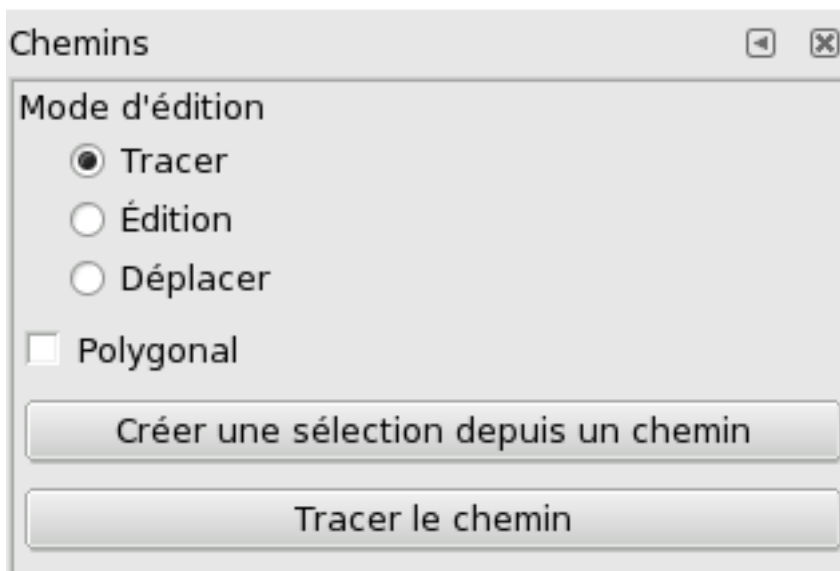 Chemins
Mode d'édition
Tracer
Édition
Déplacer
Polygonal
Créer une sélection depuis un chemin
Tracer le chemin